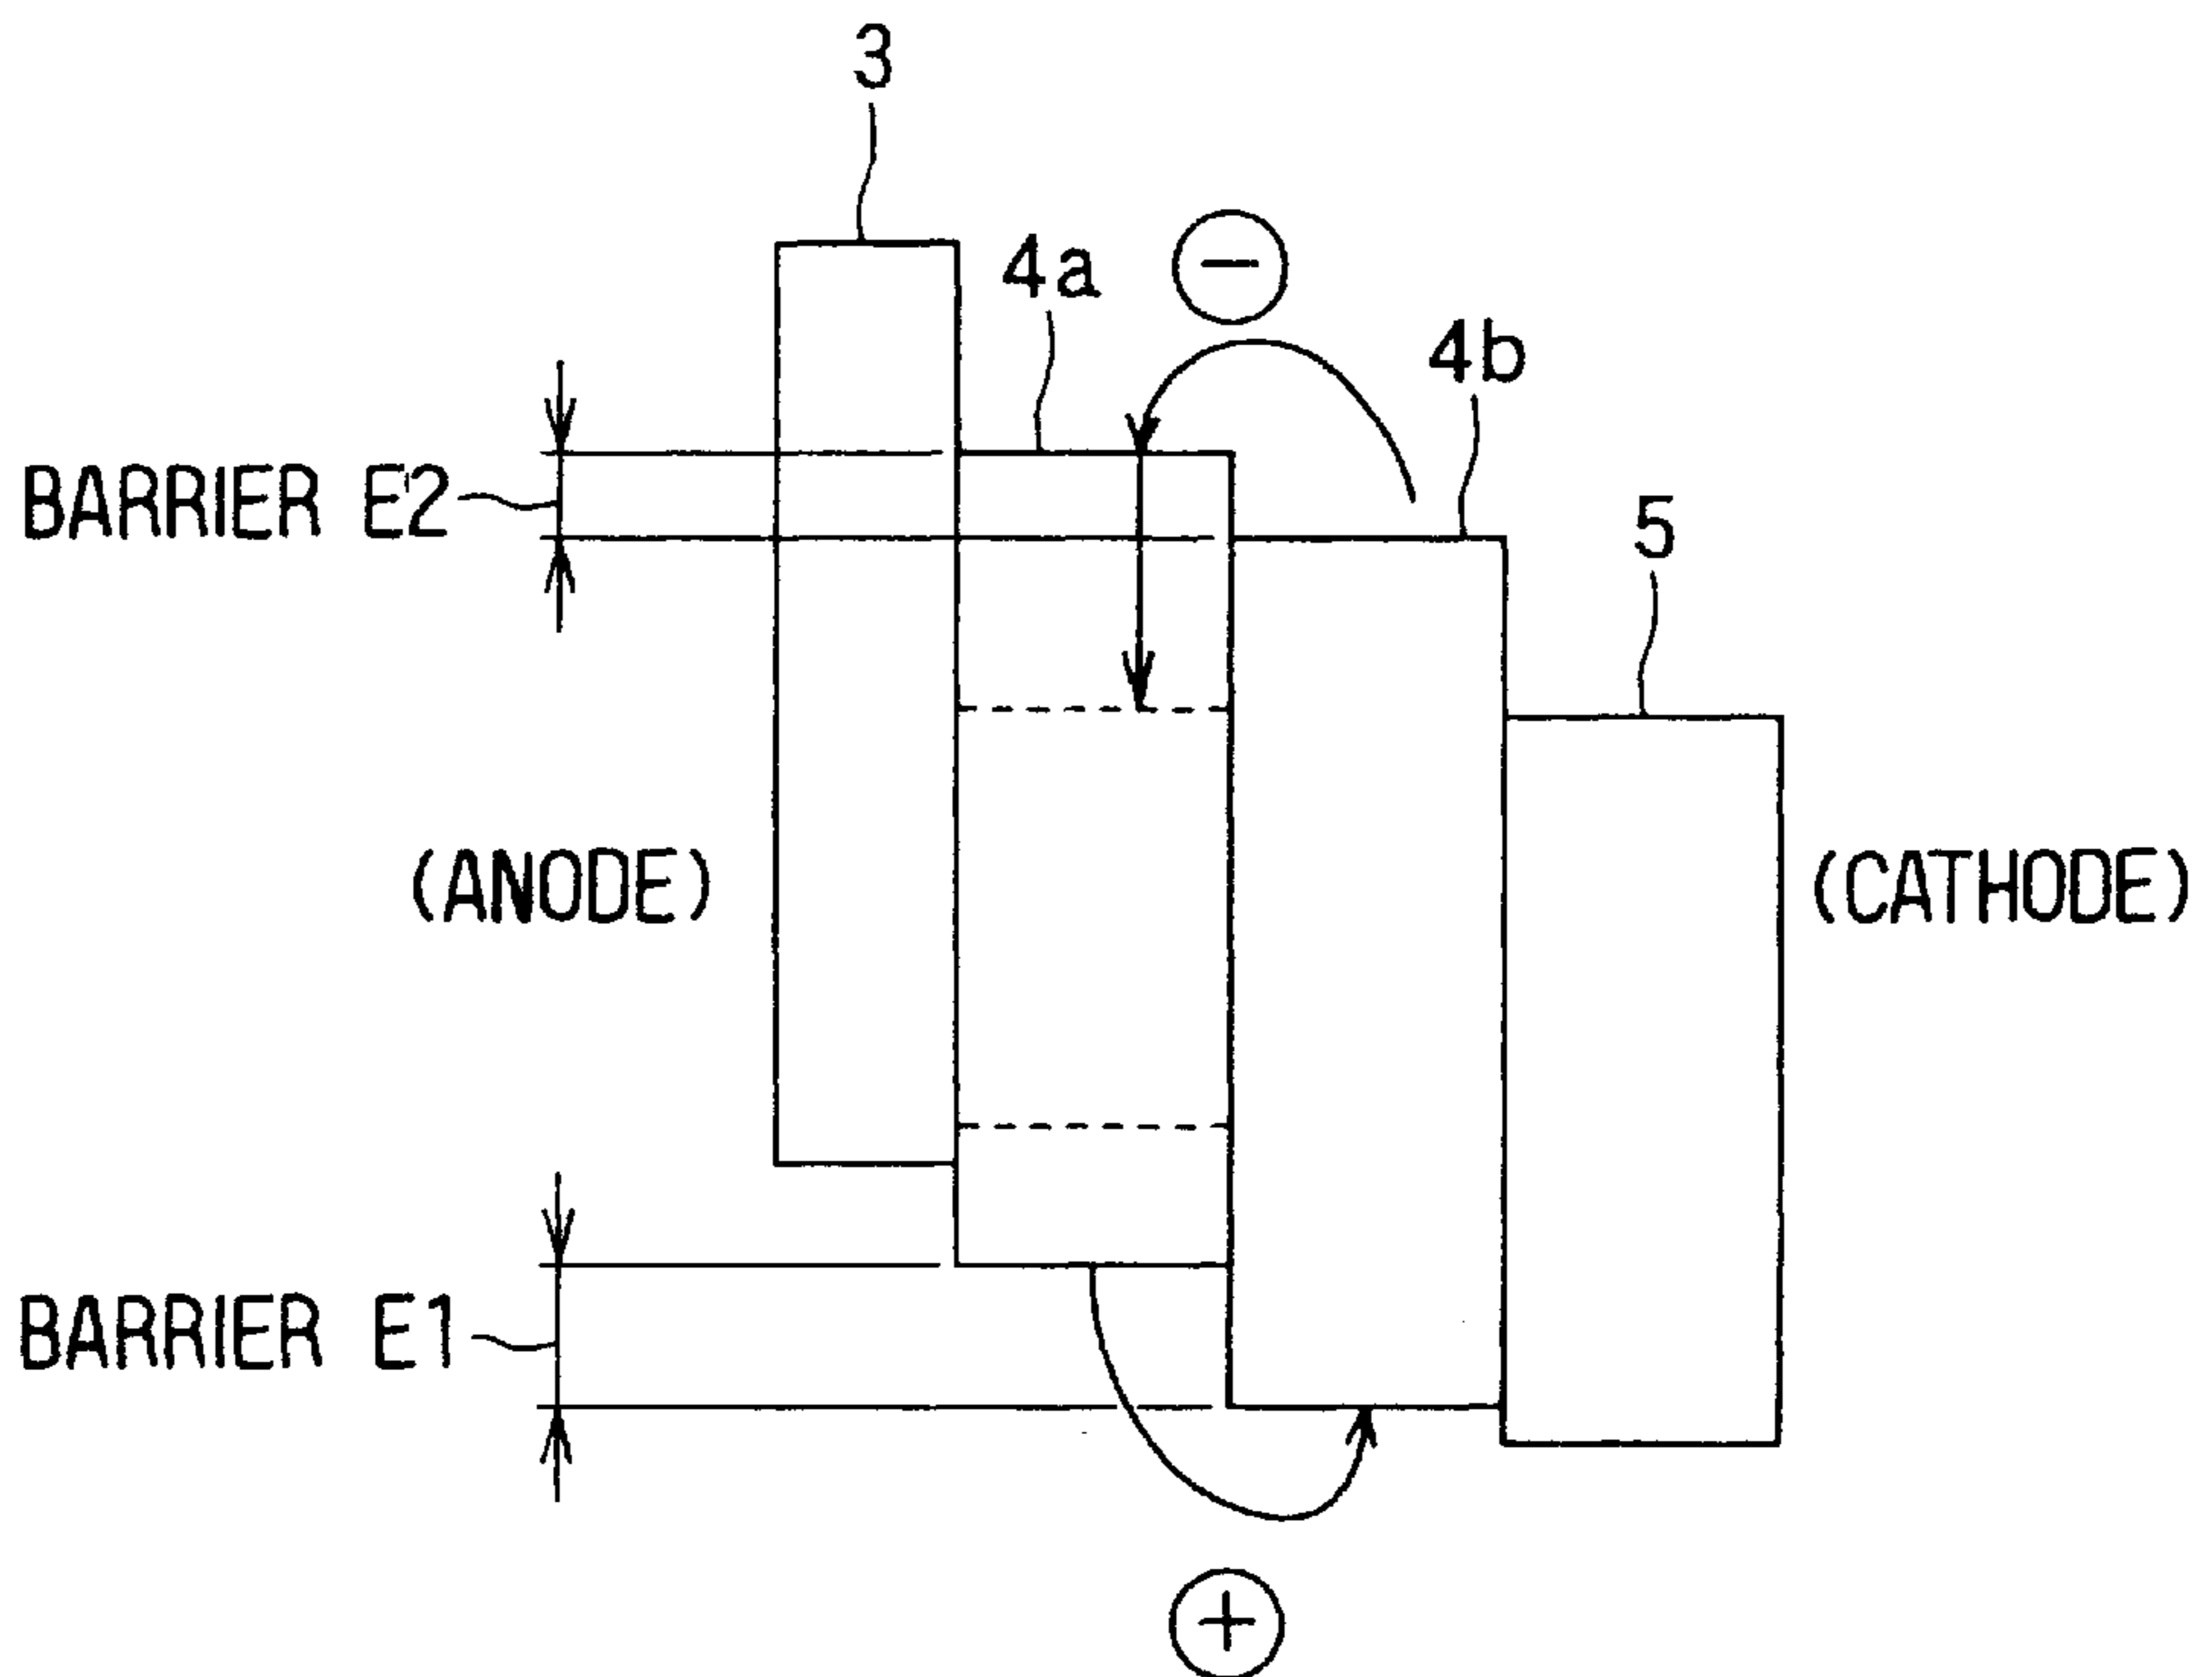 3
4a
−
4b
BARRIER E2
5
(ANODE)
(CATHODE)
BARRIER E1
+